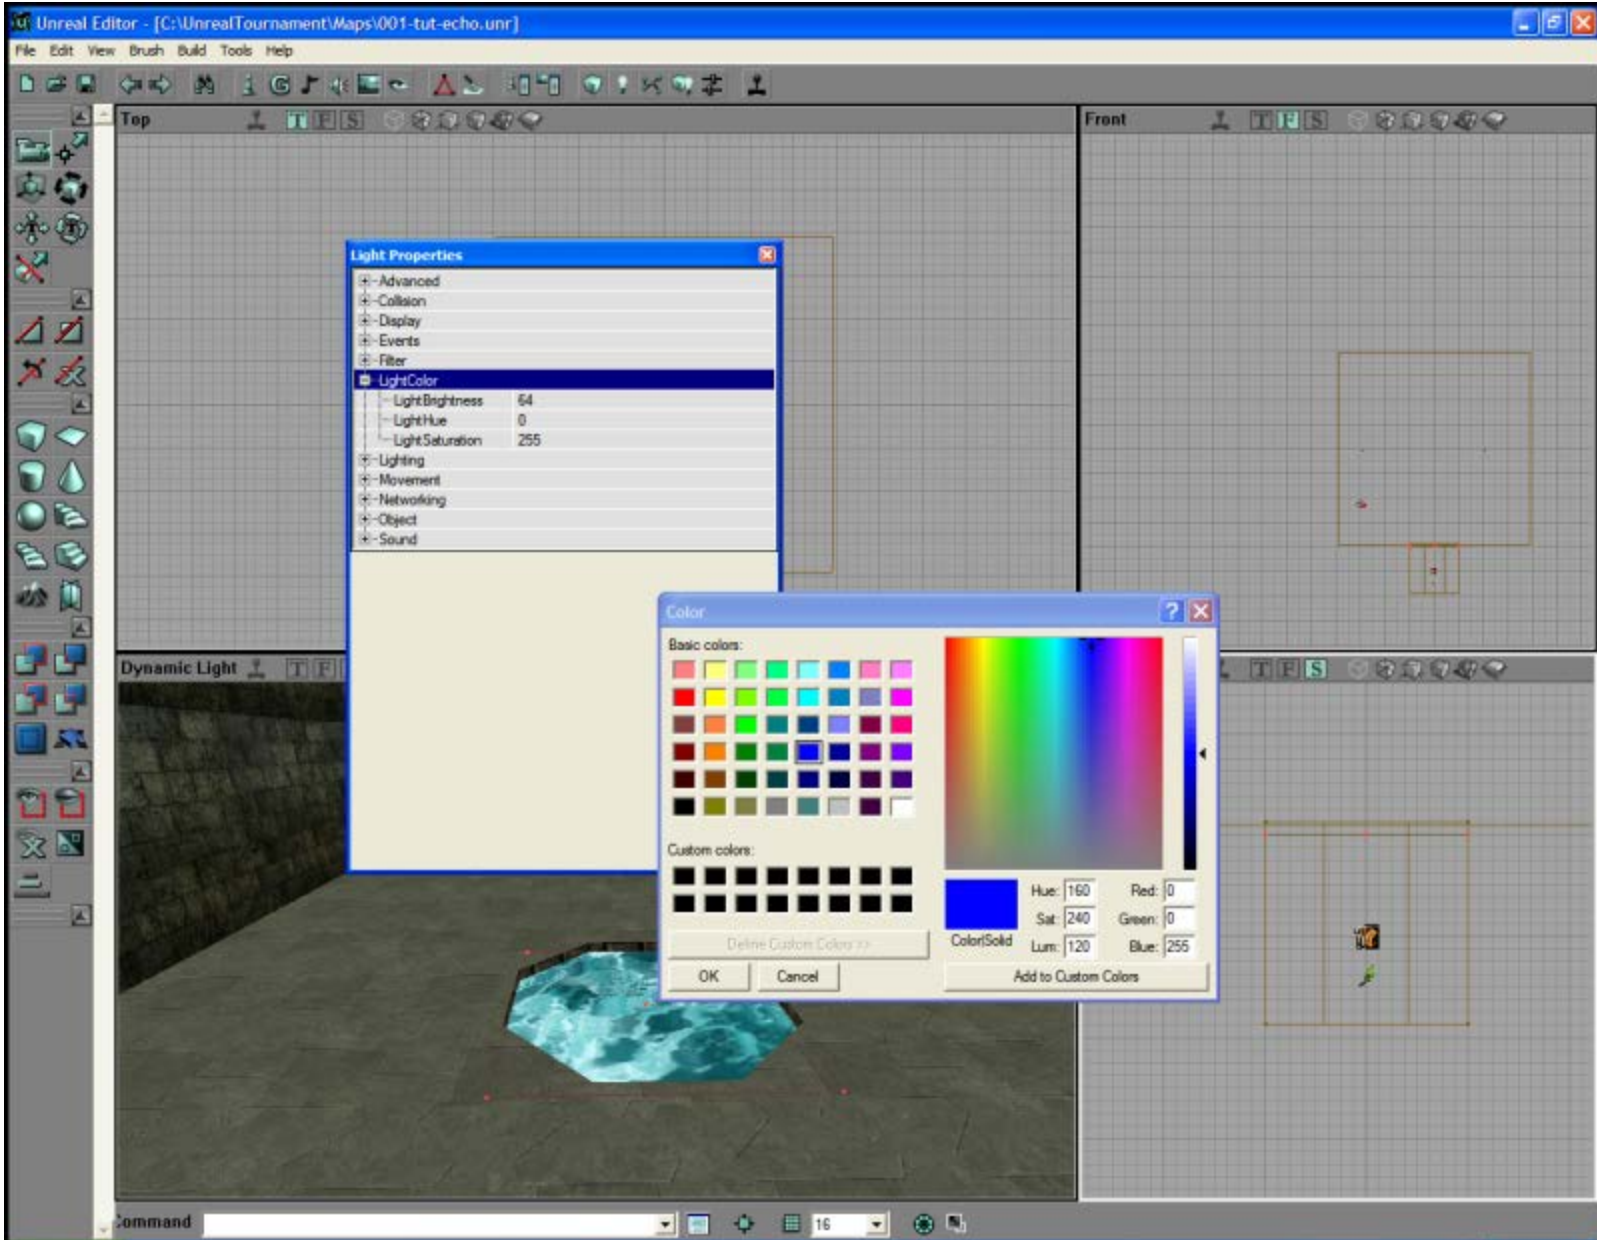 Unreal Editor - [C:\UnrealTournament\Maps\001-tut-echo.unr]
File Edit View Brush Build Tools Help
Top T F S
Front T F S
Light Properties
Advanced
Collision
Display
Events
Filter
LightColor
LightBrightness 64
LightHue 0
LightSaturation 255
Lighting
Movement
Networking
Object
Sound
Dynamic Light T F
T F S
Color
Basic colors:
Custom colors:
Define Custom Colors >>
OK Cancel
Color|Solid
Hue: 160 Red: 0
Sat: 240 Green: 0
Lum: 120 Blue: 255
Add to Custom Colors
Command
16